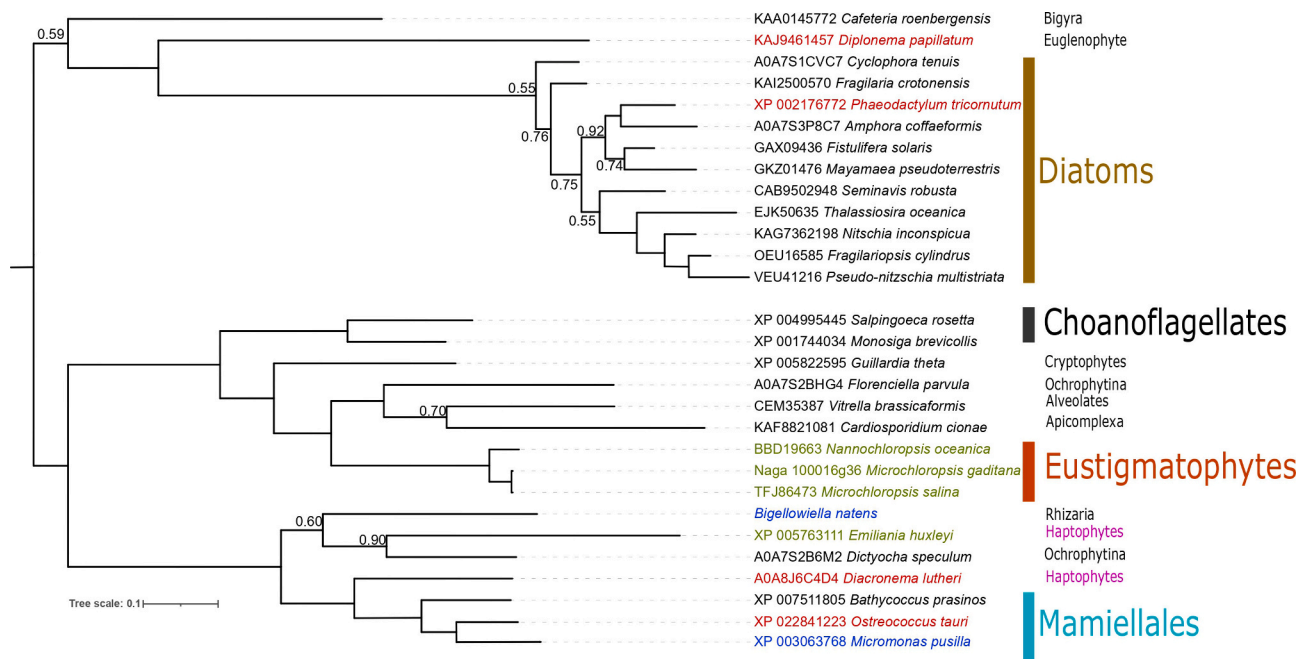 KAA0145772 Cafeteria roenbergensis Bigyra
0.59
KAJ9461457 Diplonema papillatum Euglenophyte
A0A7S1CVC7 Cyclophora tenuis
0.55
KAI2500570 Fragilaria crotonensis
XP 002176772 Phaeodactylum tricornutum
0.76
0.92
A0A7S3P8C7 Amphora coffaeformis
GAX09436 Fistulifera solaris
0.74
GKZ01476 Mayamaea pseudoterrestris
Diatoms
0.75
CAB9502948 Seminavis robusta
0.55
EJK50635 Thalassiosira oceanica
KAG7362198 Nitschia inconspicua
OEU16585 Fragilariopsis cylindrus
VEU41216 Pseudo-nitzschia multistriata
XP 004995445 Salpingoeca rosetta
Choanoflagellates
XP 001744034 Monosiga brevicollis
XP 005822595 Guillardia theta Cryptophytes
A0A7S2BHG4 Florenciella parvula Ochrophytina
CEM35387 Vitrella brassicaformis Alveolates
0.70
KAF8821081 Cardiosporidium cionae Apicomplexa
BBD19663 Nannochloropsis oceanica
Naga 100016g36 Microchloropsis gaditana Eustigmatophytes
TFJ86473 Microchloropsis salina
Bigellowiella natens Rhizaria
0.60
XP 005763111 Emiliania huxleyi Haptophytes
0.90
A0A7S2B6M2 Dictyocha speculum Ochrophytina
A0A8J6C4D4 Diacronema lutheri Haptophytes
Tree scale: 0.1
XP 007511805 Bathycoccus prasinos
XP 022841223 Ostreococcus tauri Mamiellales
XP 003063768 Micromonas pusilla